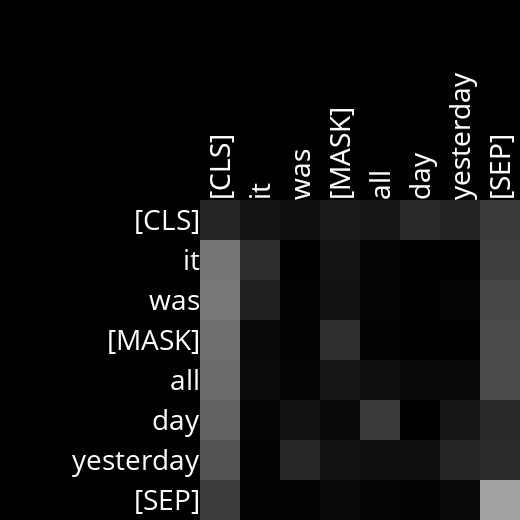 [CLS]
it
was
[MASK]
all
day
yesterday
[SEP]
[CLS]
it
was
[MASK]
all
day
yesterday
[SEP]